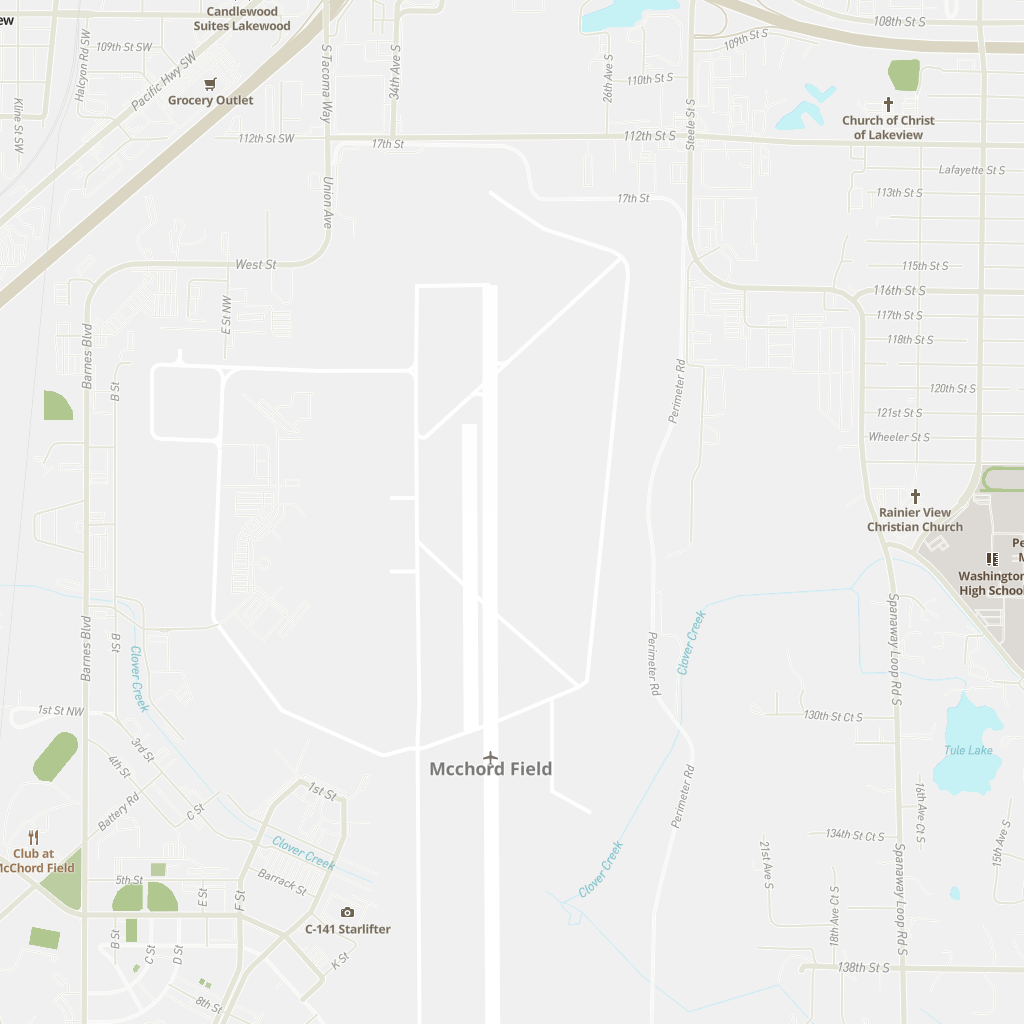 Candlewood
Suites Lakewood
ew
109th St SW
Halcyon Rd SW
Pacific Hwy SW
Grocery Outlet
Kline St SW
S Tacoma Way
34th Ave S
112th St SW
17th St
Union Ave
26th Ave S
110th St S
109th St S
108th St S
Steele St S
112th St S
Church of Christ
of Lakeview
Lafayette St S
113th St S
17th St
115th St S
116th St S
117th St S
118th St S
120th St S
121st St S
Wheeler St S
West St
E St NW
Barnes Blvd
B St
Perimeter Rd
Rainier View
Christian Church
Pe
M
Washington
High School
Spanaway Loop Rd S
Clover Creek
Perimeter Rd
Barnes Blvd
B St
Clover Creek
1st St NW
3rd St
4th St
130th St Ct S
Tule Lake
Mcchord Field
Perimeter Rd
1st St
Battery Rd
C St
Club at
McChord Field
Clover Creek
Barrack St
5th St
E St
F St
C-141 Starlifter
Clover Creek
16th Ave Ct S
134th St Ct S
15th Ave S
21st Ave S
18th Ave Ct S
Spanaway Loop Rd S
138th St S
B St
C St
D St
K St
8th St